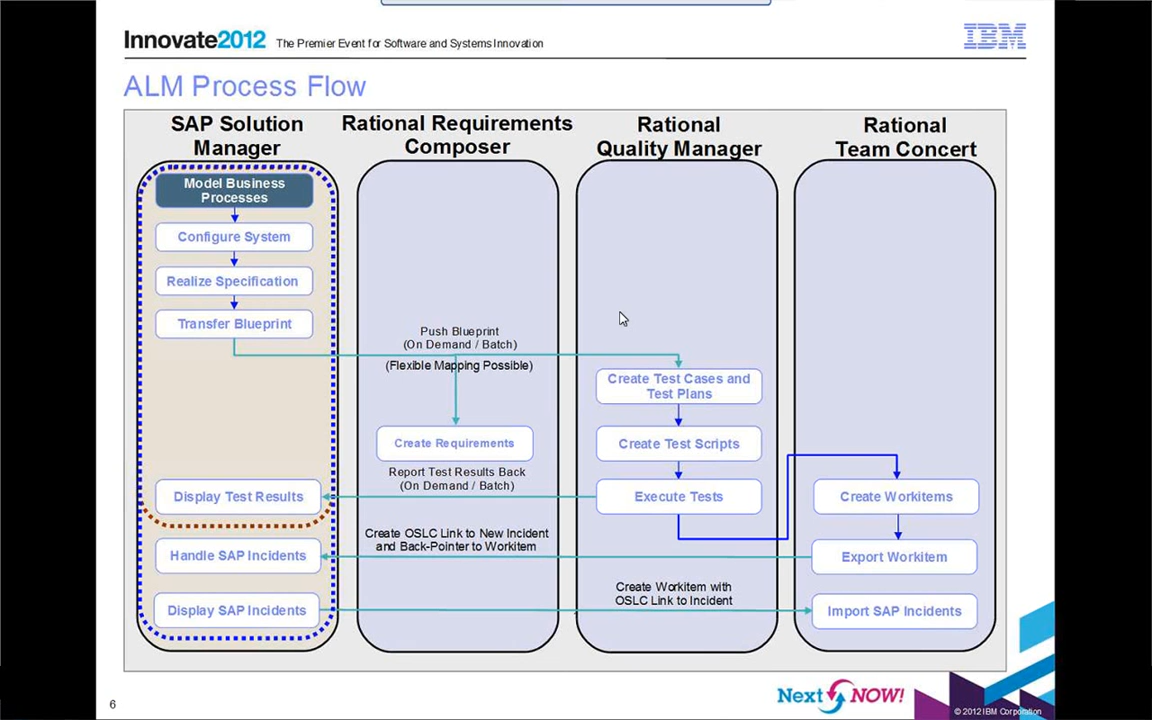 Innovate2012 The Premier Event for Software and Systems Innovation
IBM
ALM Process Flow
SAP Solution
Manager
Rational Requirements
Composer
Rational
Quality Manager
Rational
Team Concert
Model Business
Processes
Configure System
Realize Specification
Transfer Blueprint
Push Blueprint
(On Demand / Batch)
(Flexible Mapping Possible)
Create Test Cases and
Test Plans
Create Requirements
Create Test Scripts
Report Test Results Back
(On Demand / Batch)
Display Test Results
Execute Tests
Create Workitems
Create OSLC Link to New Incident
and Back-Pointer to Workitem
Handle SAP Incidents
Export Workitem
Create Workitem with
OSLC Link to Incident
Display SAP Incidents
Import SAP Incidents
6
Next NOW!
© 2012 IBM Corporation